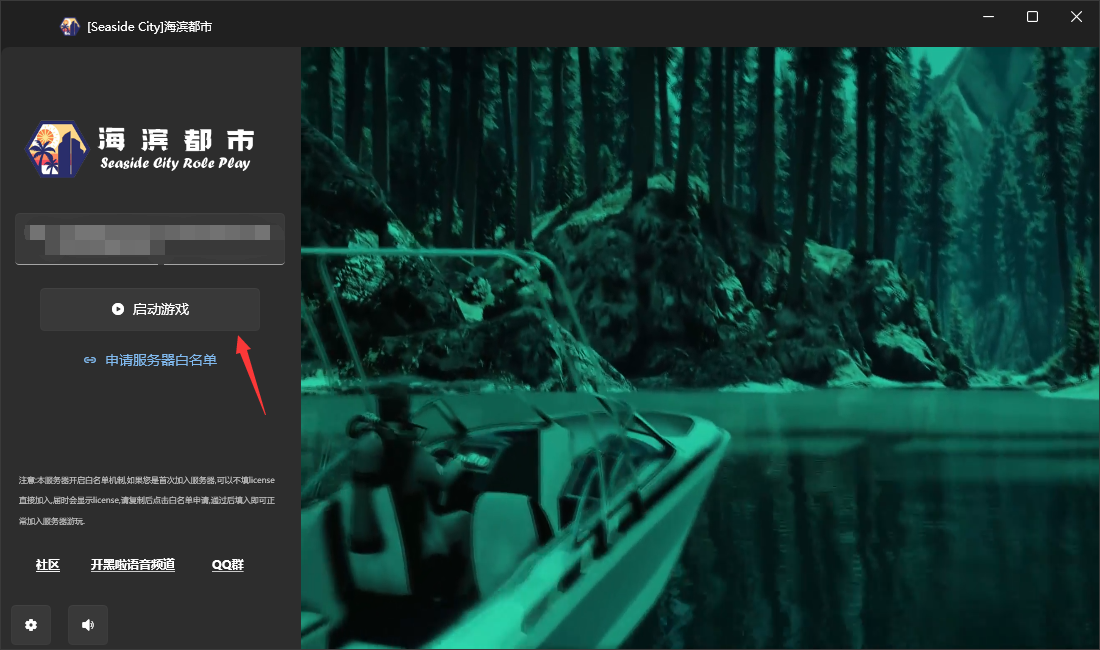 [Seaside City]海滨都市
海滨都市
Seaside City Role Play
启动游戏
申请服务器白名单
注意:本服务器开启白名单机制,如果您是首次加入服务器,可以不填license
直接加入,届时会显示license,请复制后点击白名单申请,通过后填入即可正
常加入服务器游玩.
社区 开黑啦语音频道 QQ群